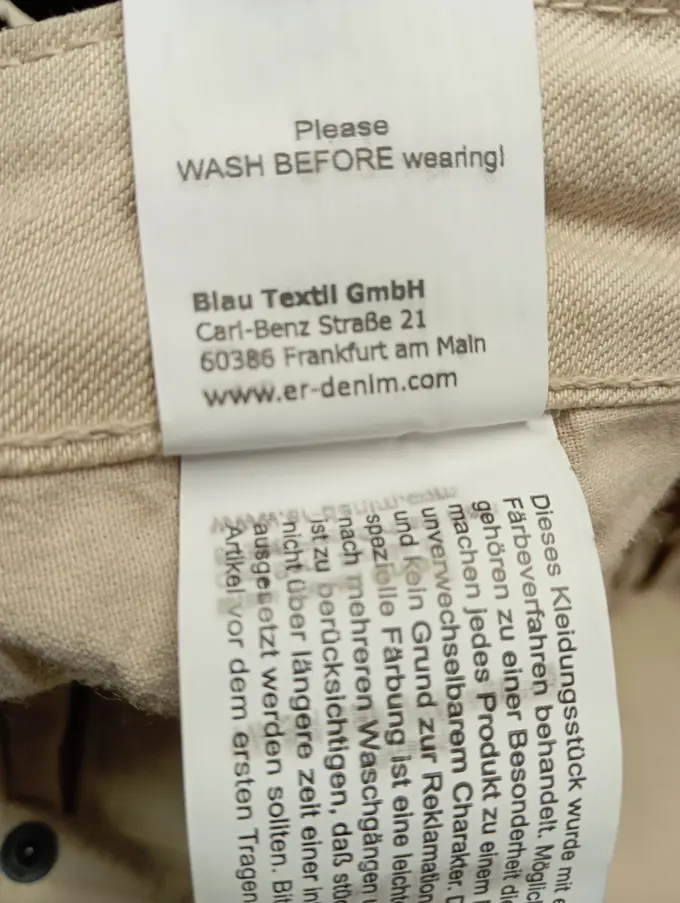 Please
WASH BEFORE wearing!
Blau Textil GmbH
Carl-Benz Straße 21
60386 Frankfurt am Main
www.er-denim.com
Dieses Kleidungsstück wurde mit
Färbeverfahren behandelt.
gehören zu einer Besonderheit
machen jedes Produkt zu einem
unverwechselbarem Charakter.
und kein Grund zur Reklamation
spezielle Färbung ist eine
nach mehreren Waschgängen
ist zu berücksichtigen, daß
nicht über längere zeit einer
ausgesetzt werden sollten.
Artikel vor dem ersten Tragen